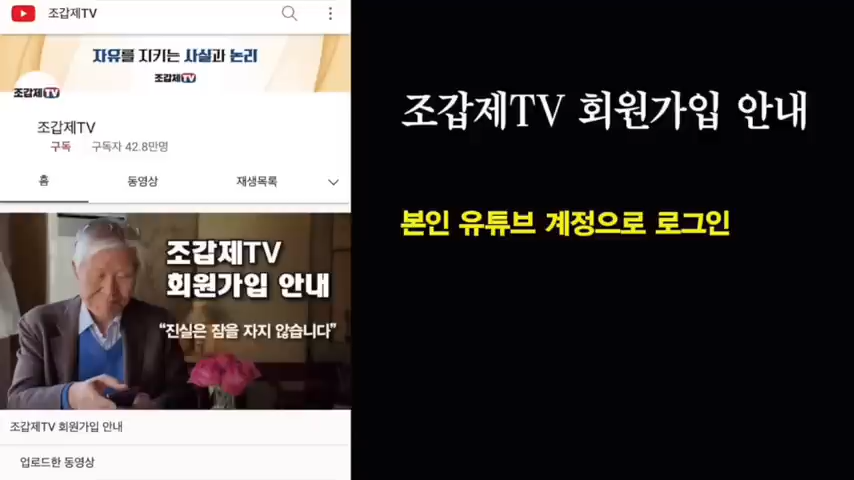 조갑제TV
자유를 지키는 사실과 논리
조갑제TV
조갑제TV
조갑제TV
구독 구독자 42.8만명
홈 동영상 재생목록
조갑제TV
회원가입 안내
“진실은 잠을 자지 않습니다”
조갑제TV 회원가입 안내
업로드한 동영상
조갑제TV 회원가입 안내
본인 유튜브 계정으로 로그인